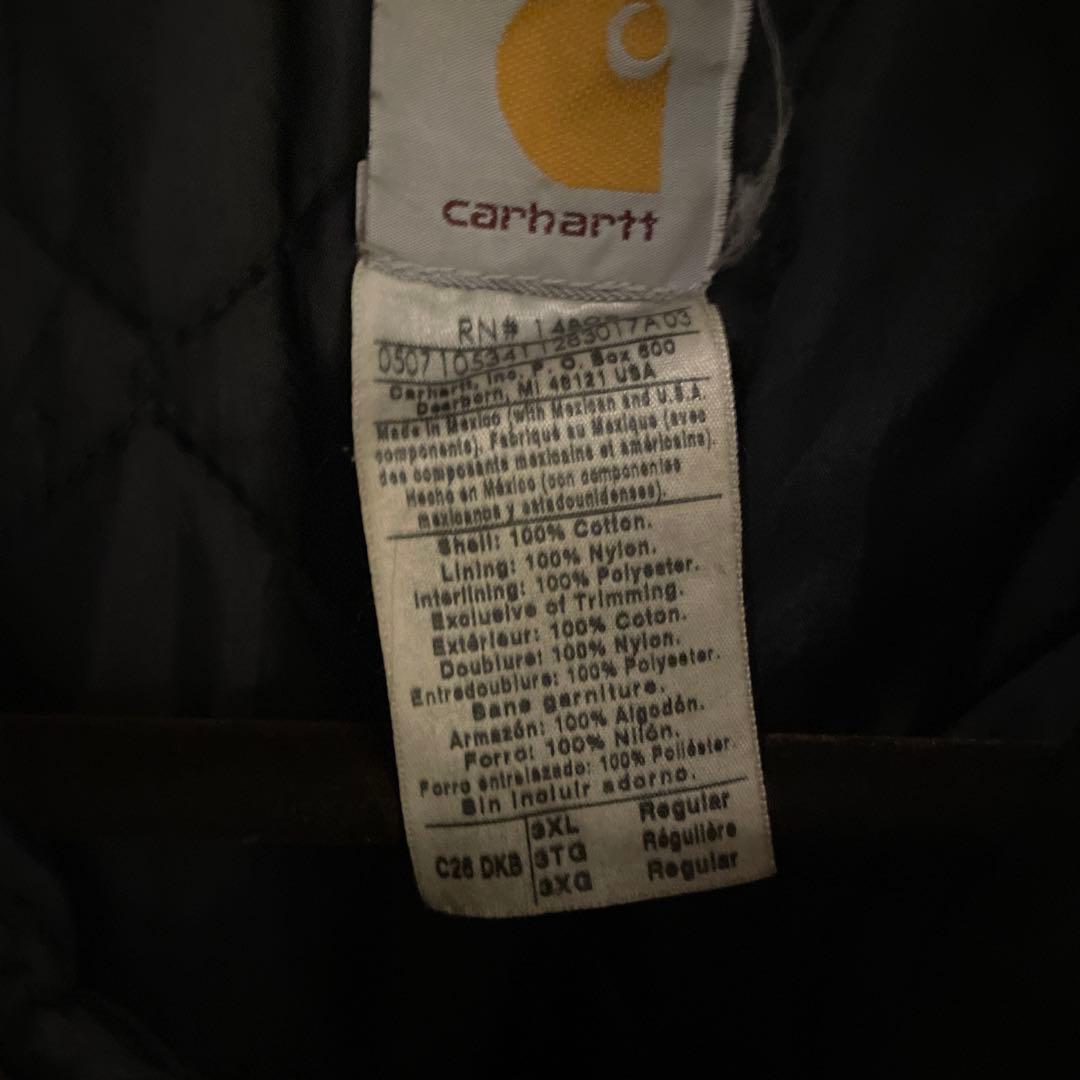 carhartt
RN# 14806
05071053411283017A03
Carhartt, Inc. P. O. Box 600
Dearborn, MI 48121 USA
Made in Mexico (with Mexican and U.S.A.
components). Fabriqué au Mexique (avec
des composants mexicains et américains).
Hecho en México (con componentes
mexicanos y estadounidenses).
Shell: 100% Cotton.
Lining: 100% Nylon.
Interlining: 100% Polyester.
Exclusive of Trimming.
Extérieur: 100% Coton.
Doublure: 100% Nylon.
Entredoublure: 100% Polyester.
Sans garniture.
Armazón: 100% Algodón.
Forro: 100% Nilón.
Forro entrelazado: 100% Poliéster.
Sin incluir adorno.
C26 DKB
3XL Regular
3TG Régulière
3XG Regular